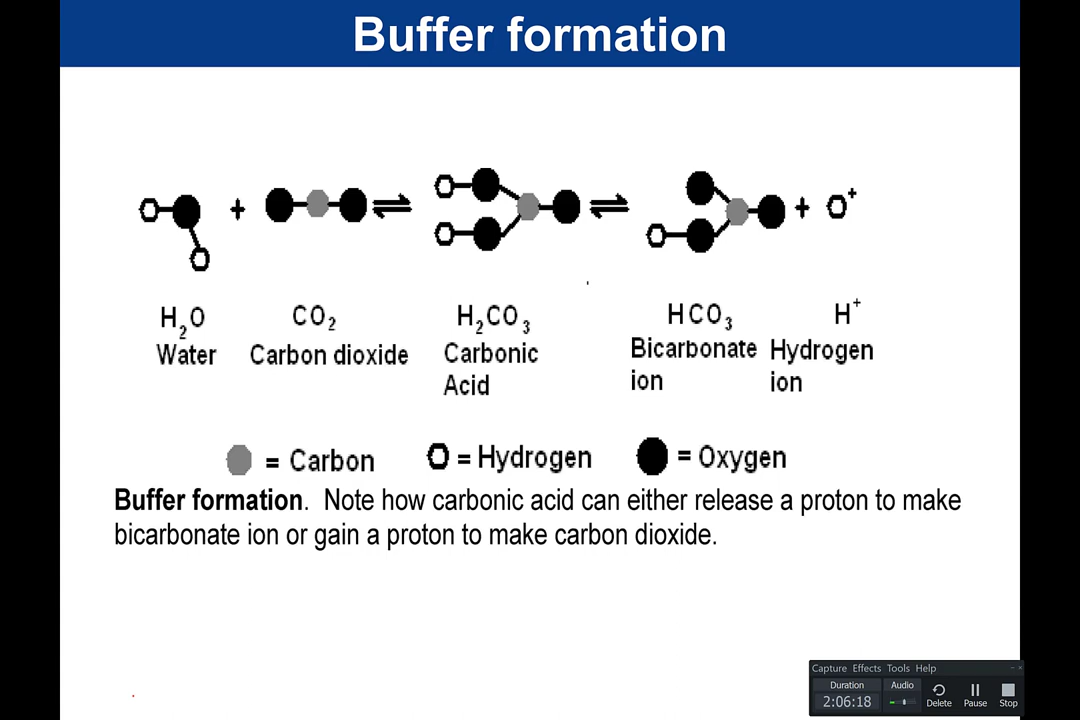 Buffer formation
+ + +
H₂O CO₂ H₂CO₃ HCO₃ H⁺
Water Carbon dioxide Carbonic Acid Bicarbonate ion Hydrogen ion
= Carbon = Hydrogen = Oxygen
Buffer formation. Note how carbonic acid can either release a proton to make
bicarbonate ion or gain a proton to make carbon dioxide.
Capture Effects Tools Help
Duration Audio
2:06:18 Delete Pause Stop